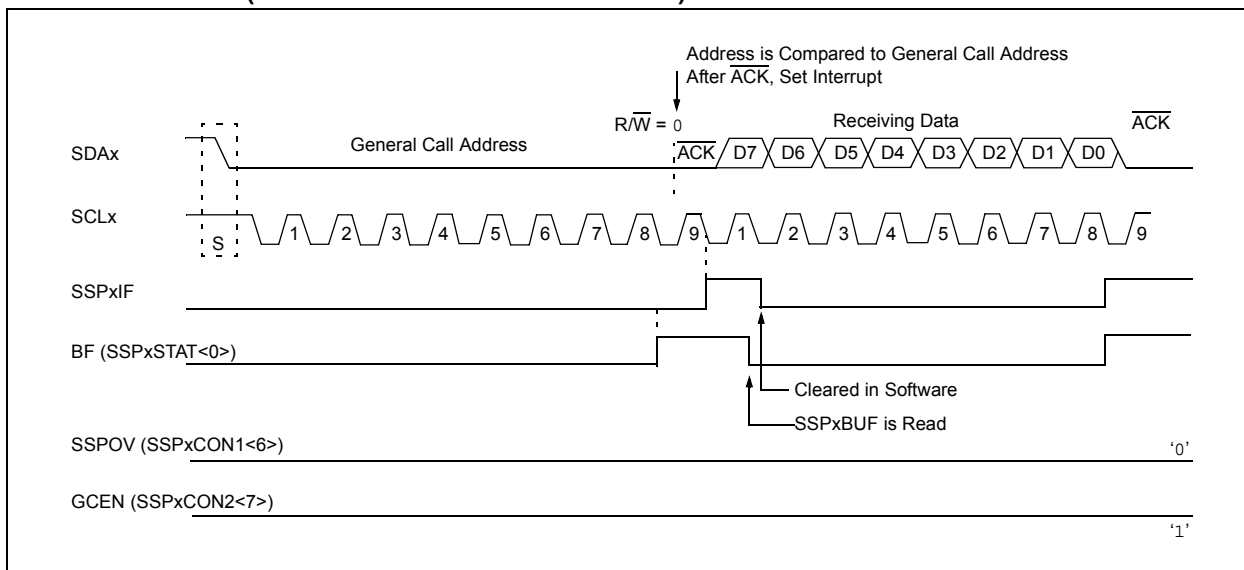 Address is Compared to General Call Address
After ACK, Set Interrupt
R/W = 0
Receiving Data
ACK
SDAx
General Call Address
ACK
D7 D6 D5 D4 D3 D2 D1 D0
SCLx
S
1 2 3 4 5 6 7 8 9 1 2 3 4 5 6 7 8 9
SSPxIF
BF (SSPxSTAT<0>)
Cleared in Software
SSPxBUF is Read
SSPOV (SSPxCON1<6>)
‘0’
GCEN (SSPxCON2<7>)
‘1’